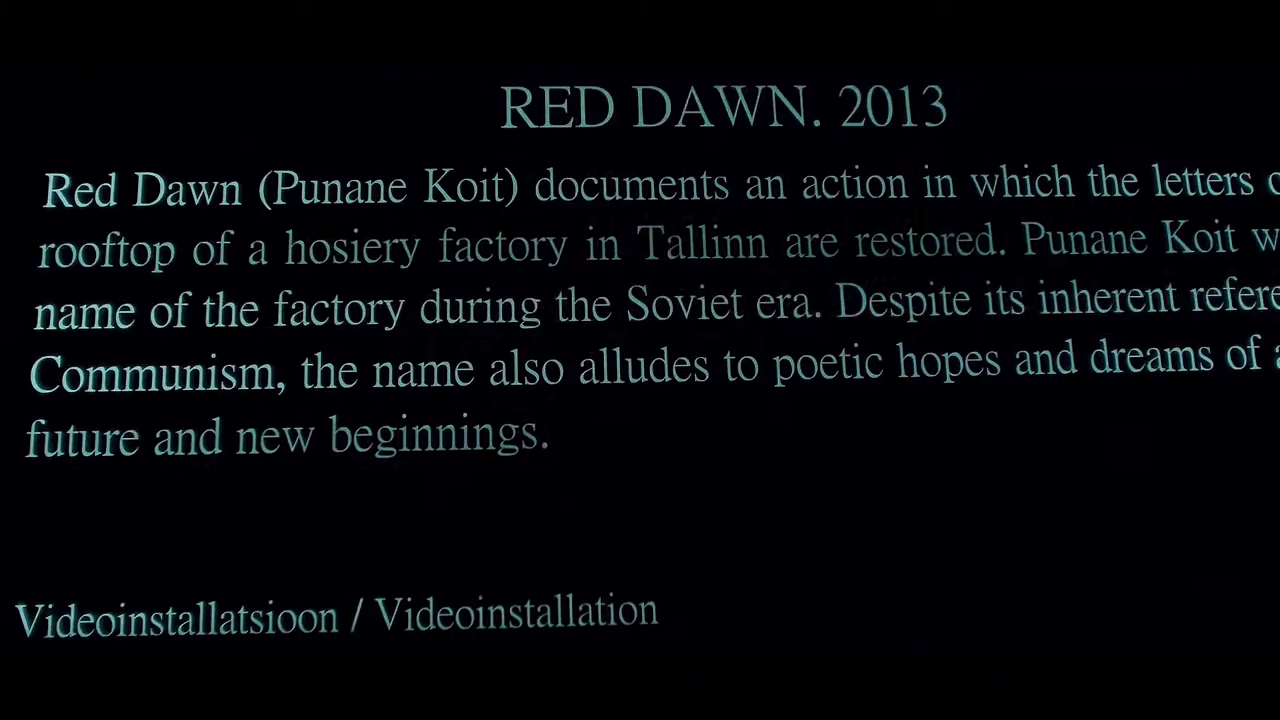 RED DAWN. 2013
Red Dawn (Punane Koit) documents an action in which the letters
rooftop of a hosiery factory in Tallinn are restored. Punane Koit
name of the factory during the Soviet era. Despite its inherent
Communism, the name also alludes to poetic hopes and dreams of
future and new beginnings.
Videoinstallatsioon / Videoinstallation